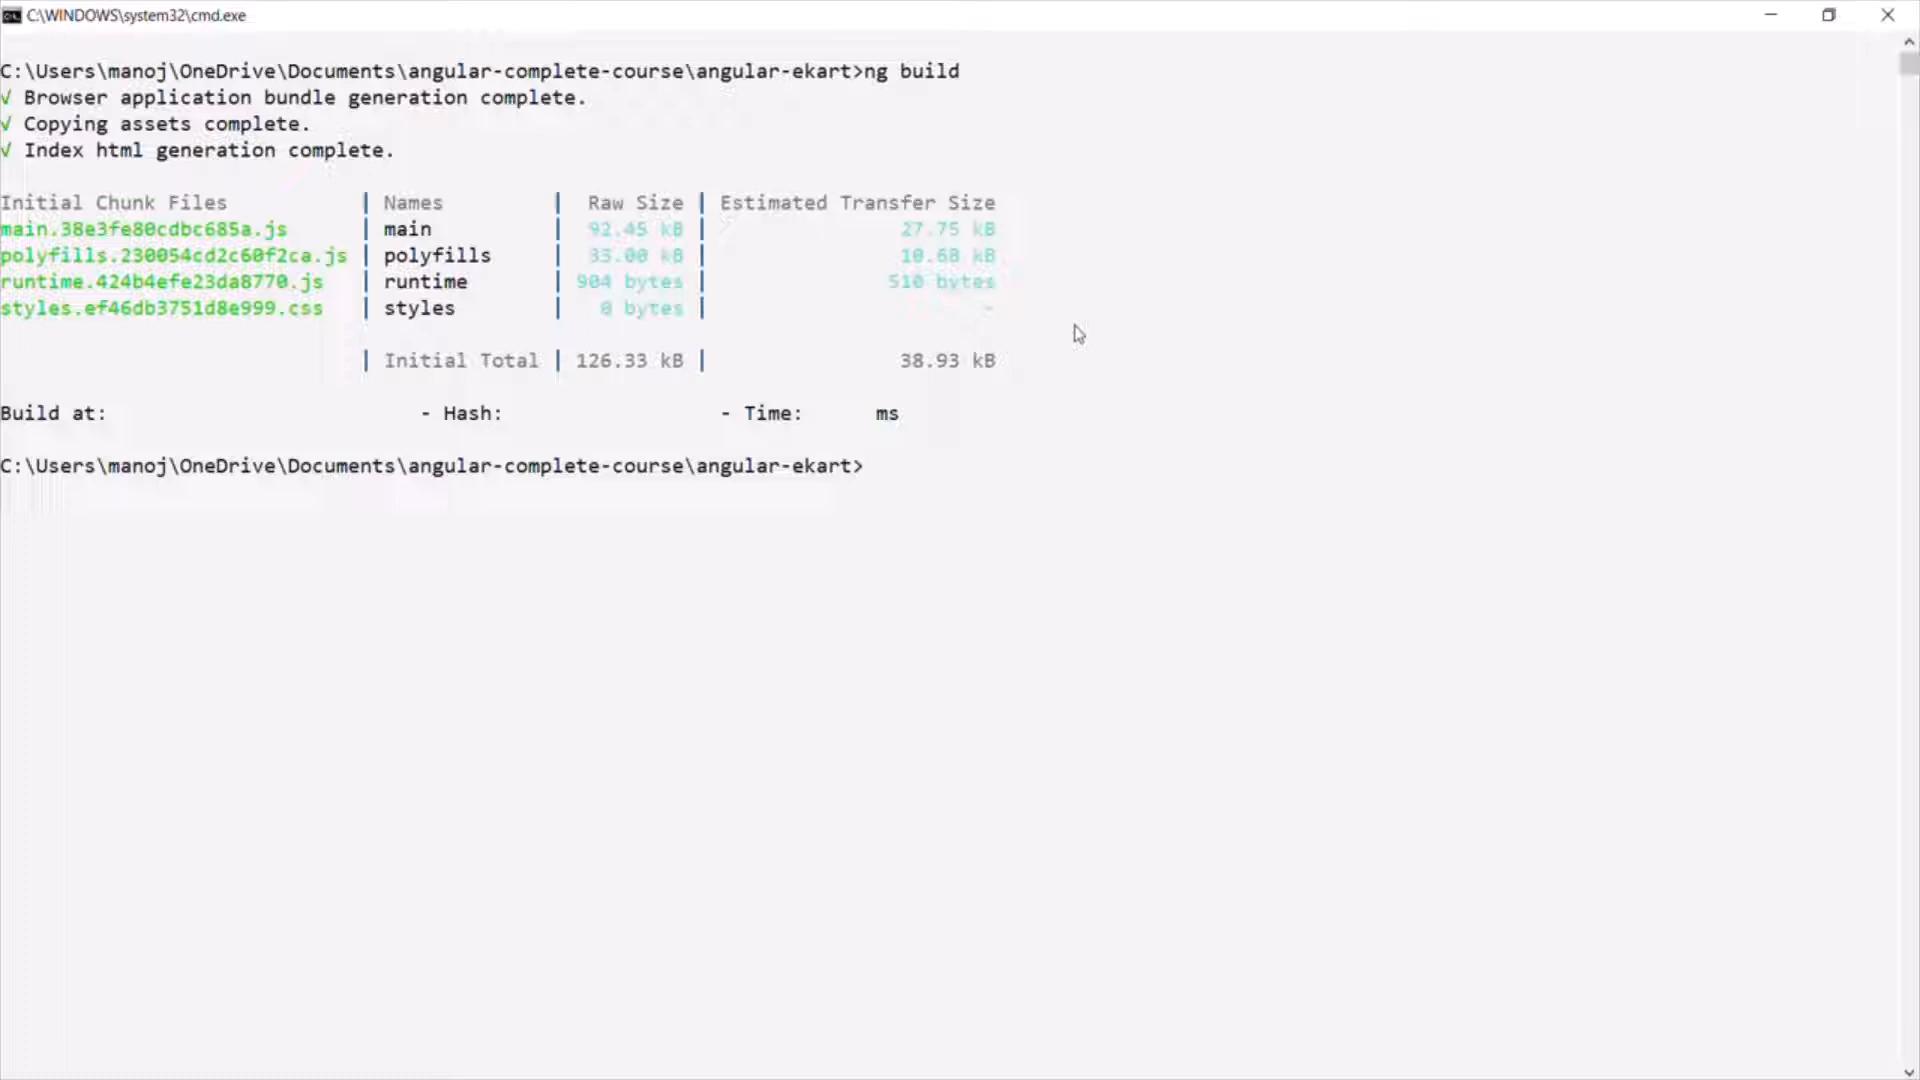 C:\WINDOWS\system32\cmd.exe
C:\Users\manoj\OneDrive\Documents\angular-complete-course\angular-ekart>ng build
√ Browser application bundle generation complete.
√ Copying assets complete.
√ Index html generation complete.
Initial Chunk Files | Names | Raw Size | Estimated Transfer Size
main.38e3fe80cdbc685a.js | main | 92.45 kB | 27.75 kB
polyfills.230054cd2c60f2ca.js | polyfills | 33.00 kB | 10.68 kB
runtime.424b4efe23da8770.js | runtime | 904 bytes | 510 bytes
styles.ef46db3751d8e999.css | styles | 0 bytes | -
| Initial Total | 126.33 kB | 38.93 kB
Build at: - Hash: - Time: ms
C:\Users\manoj\OneDrive\Documents\angular-complete-course\angular-ekart>